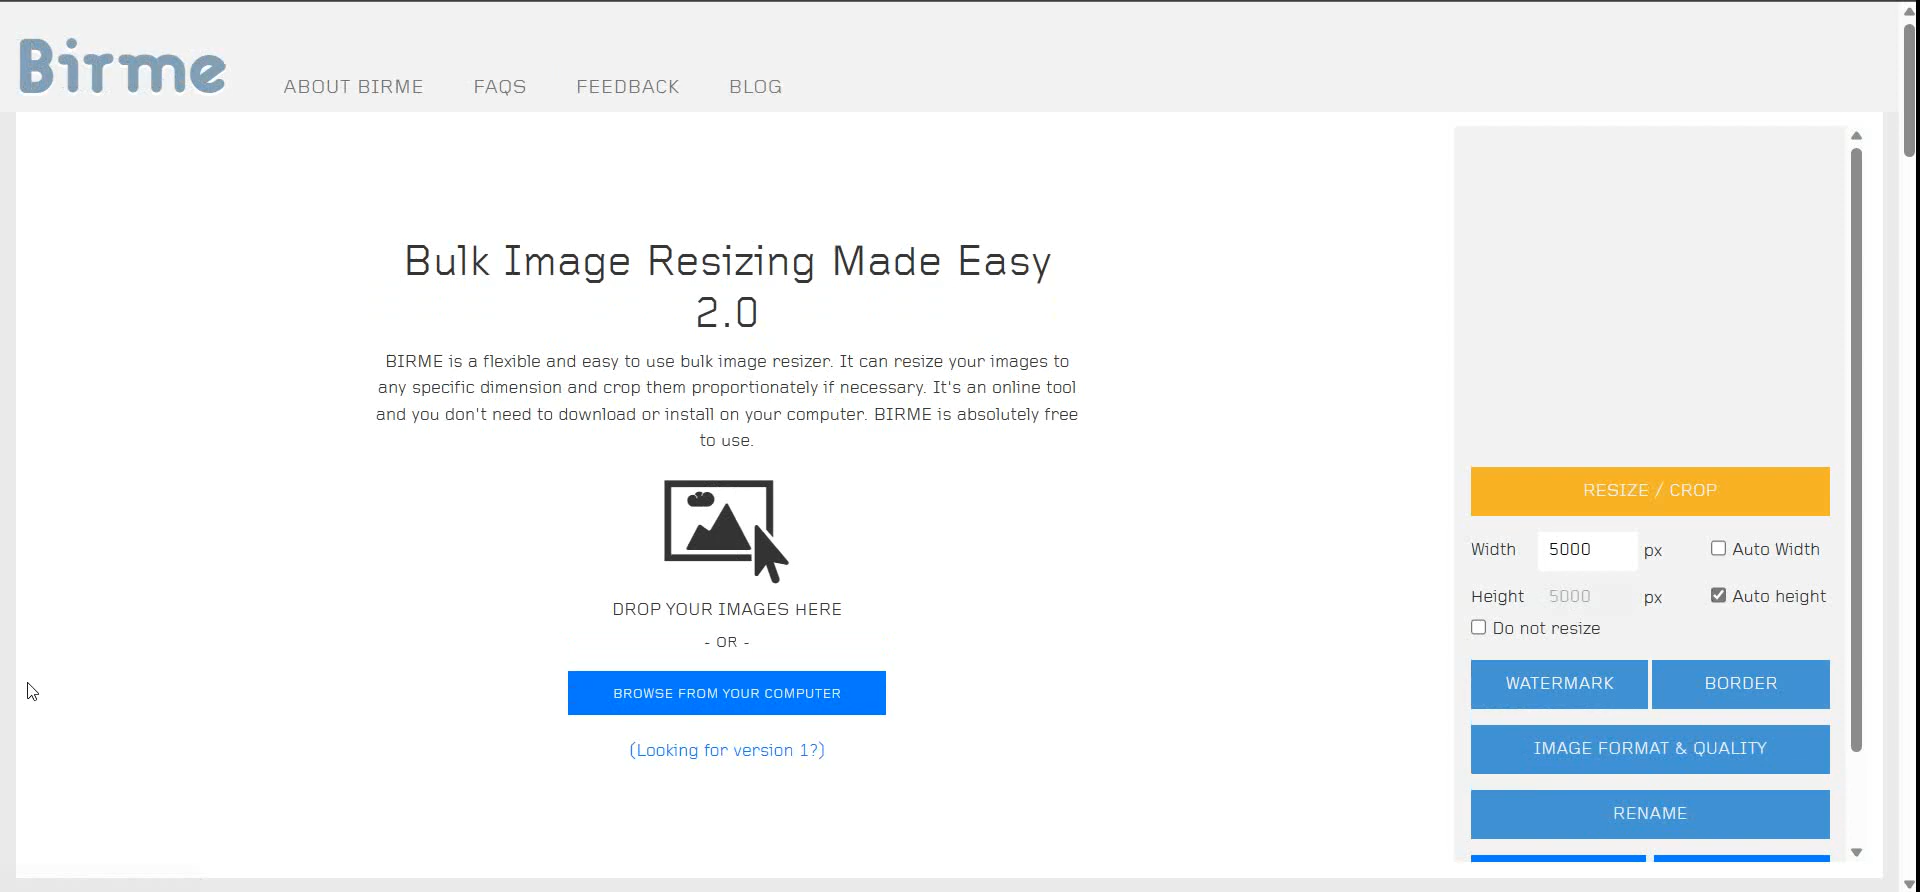 Birme
ABOUT BIRME
FAQS
FEEDBACK
BLOG
Bulk Image Resizing Made Easy
2.0
BIRME is a flexible and easy to use bulk image resizer. It can resize your images to
any specific dimension and crop them proportionately if necessary. It's an online tool
and you don't need to download or install on your computer. BIRME is absolutely free
to use.
DROP YOUR IMAGES HERE
- OR -
BROWSE FROM YOUR COMPUTER
(Looking for version 1?)
RESIZE / CROP
Width 5000 px Auto Width
Height 5000 px Auto height
Do not resize
WATERMARK
BORDER
IMAGE FORMAT & QUALITY
RENAME